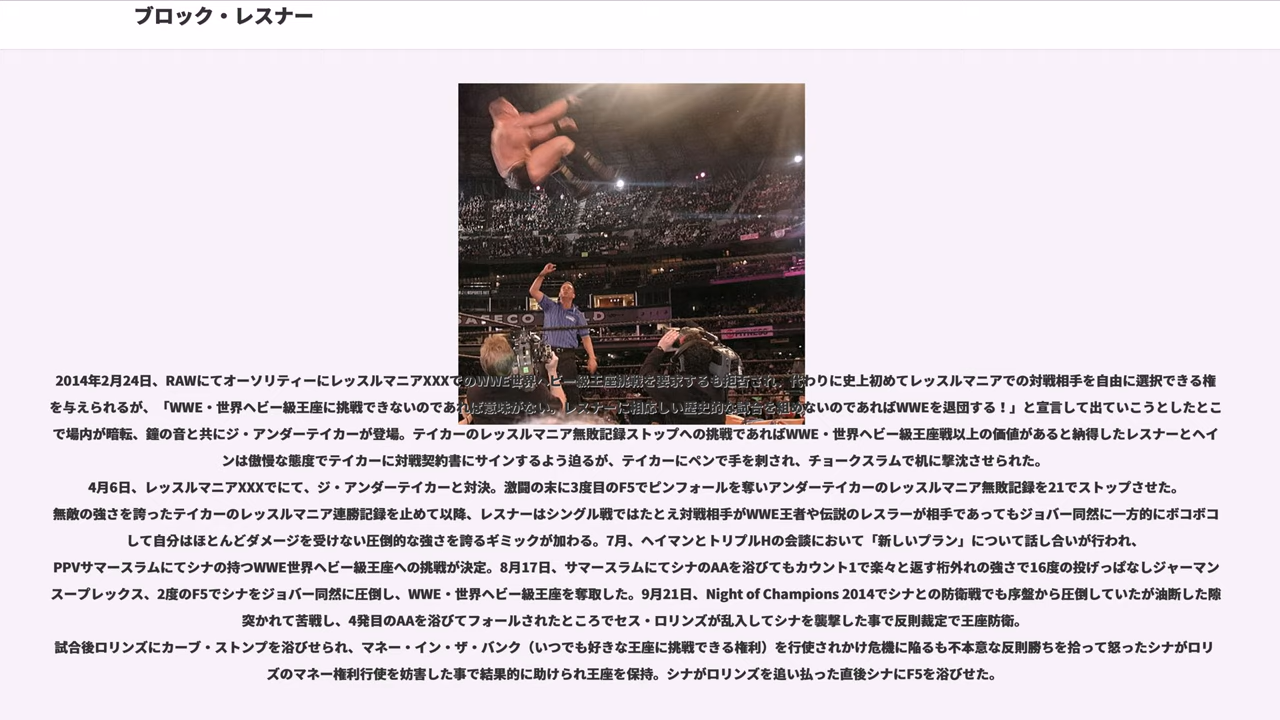 ブロック・レスナー
SAFECO
FITNESS
2014年2月24日、RAWにてオーソリティーにレッスルマニアXXXでのWWE世界ヘビー級王座挑戦を要求するも拒否され、代わりに史上初めてレッスルマニアでの対戦相手を自由に選択できる権
を与えられるが、「WWE・世界ヘビー級王座に挑戦できないのであれば意味がない。レスナーに相応しい歴史的な試合を組めないのであればWWEを退団する！」と宣言して出ていこうとしたとこ
で場内が暗転、鐘の音と共にジ・アンダーテイカーが登場。テイカーのレッスルマニア無敗記録ストップへの挑戦であればWWE・世界ヘビー級王座戦以上の価値があると納得したレスナーとヘイ
ンは傲慢な態度でテイカーに対戦契約書にサインするよう迫るが、テイカーにペンで手を刺され、チョークスラムで机に撃沈させられた。
4月6日、レッスルマニアXXXでにて、ジ・アンダーテイカーと対決。激闘の末に3度目のF5でピンフォールを奪いアンダーテイカーのレッスルマニア無敗記録を21でストップさせた。
無敵の強さを誇ったテイカーのレッスルマニア連勝記録を止めて以降、レスナーはシングル戦ではたとえ対戦相手がWWE王者や伝説のレスラーが相手であってもジョバー同然に一方的にボコボコ
して自分はほとんどダメージを受けない圧倒的な強さを誇るギミックが加わる。7月、ヘイマンとトリプルHの会談において「新しいプラン」について話し合いが行われ、
PPVサマースラムにてシナの持つWWE世界ヘビー級王座への挑戦が決定。8月17日、サマースラムにてシナのAAを浴びてもカウント1で楽々と返す桁外れの強さで16度の投げっぱなしジャーマン
スープレックス、2度のF5でシナをジョバー同然に圧倒し、WWE・世界ヘビー級王座を奪取した。9月21日、Night of Champions 2014でシナとの防衛戦でも序盤から圧倒していたが油断した隙
突かれて苦戦し、4発目のAAを浴びてフォールされたところでセス・ロリンズが乱入してシナを襲撃した事で反則裁定で王座防衛。
試合後ロリンズにカーブ・ストンプを浴びせられ、マネー・イン・ザ・バンク（いつでも好きな王座に挑戦できる権利）を行使されかけ危機に陥るも不本意な反則勝ちを拾って怒ったシナがロリ
ズのマネー権利行使を妨害した事で結果的に助けられ王座を保持。シナがロリンズを追い払った直後シナにF5を浴びせた。